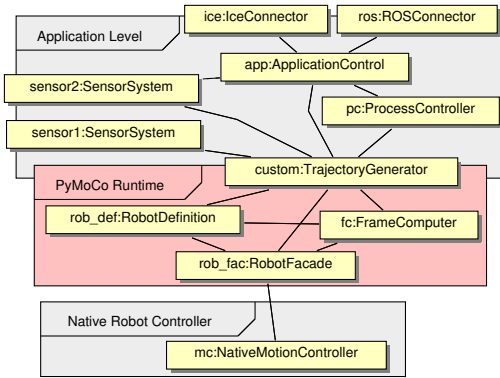 ice:IceConnector
ros:ROSConnector
Application Level
app:ApplicationControl
sensor2:SensorSystem
pc:ProcessController
sensor1:SensorSystem
custom:TrajectoryGenerator
PyMoCo Runtime
rob_def:RobotDefinition
fc:FrameComputer
rob_fac:RobotFacade
Native Robot Controller
mc:NativeMotionController